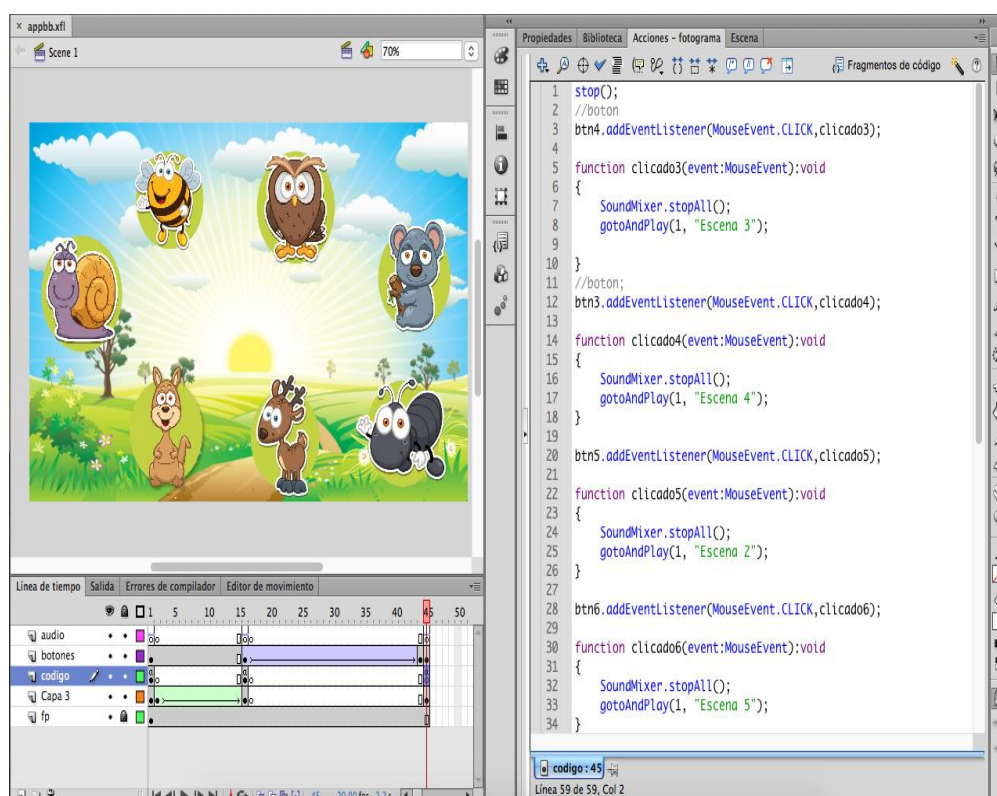 × appbb.xfl
Scene 1
70%
Línea de tiempo Salida Errores de compilador Editor de movimiento
1 5 10 15 20 25 30 35 40 45 50
audio
botones
codigo
Capa 3
fp
Propiedades Biblioteca Acciones - fotograma Escena
Fragmentos de código
1 stop();
2 //boton
3 btn4.addEventListener(MouseEvent.CLICK,clicado3);
4
5 function clicado3(event:MouseEvent):void
6 {
7 SoundMixer.stopAll();
8 gotoAndPlay(1, "Escena 3");
9
10 }
11 //boton;
12 btn3.addEventListener(MouseEvent.CLICK,clicado4);
13
14 function clicado4(event:MouseEvent):void
15 {
16 SoundMixer.stopAll();
17 gotoAndPlay(1, "Escena 4");
18 }
19
20 btn5.addEventListener(MouseEvent.CLICK,clicado5);
21
22 function clicado5(event:MouseEvent):void
23 {
24 SoundMixer.stopAll();
25 gotoAndPlay(1, "Escena 2");
26 }
27
28 btn6.addEventListener(MouseEvent.CLICK,clicado6);
29
30 function clicado6(event:MouseEvent):void
31 {
32 SoundMixer.stopAll();
33 gotoAndPlay(1, "Escena 5");
34 }
codigo : 45
Línea 59 de 59, Col 2